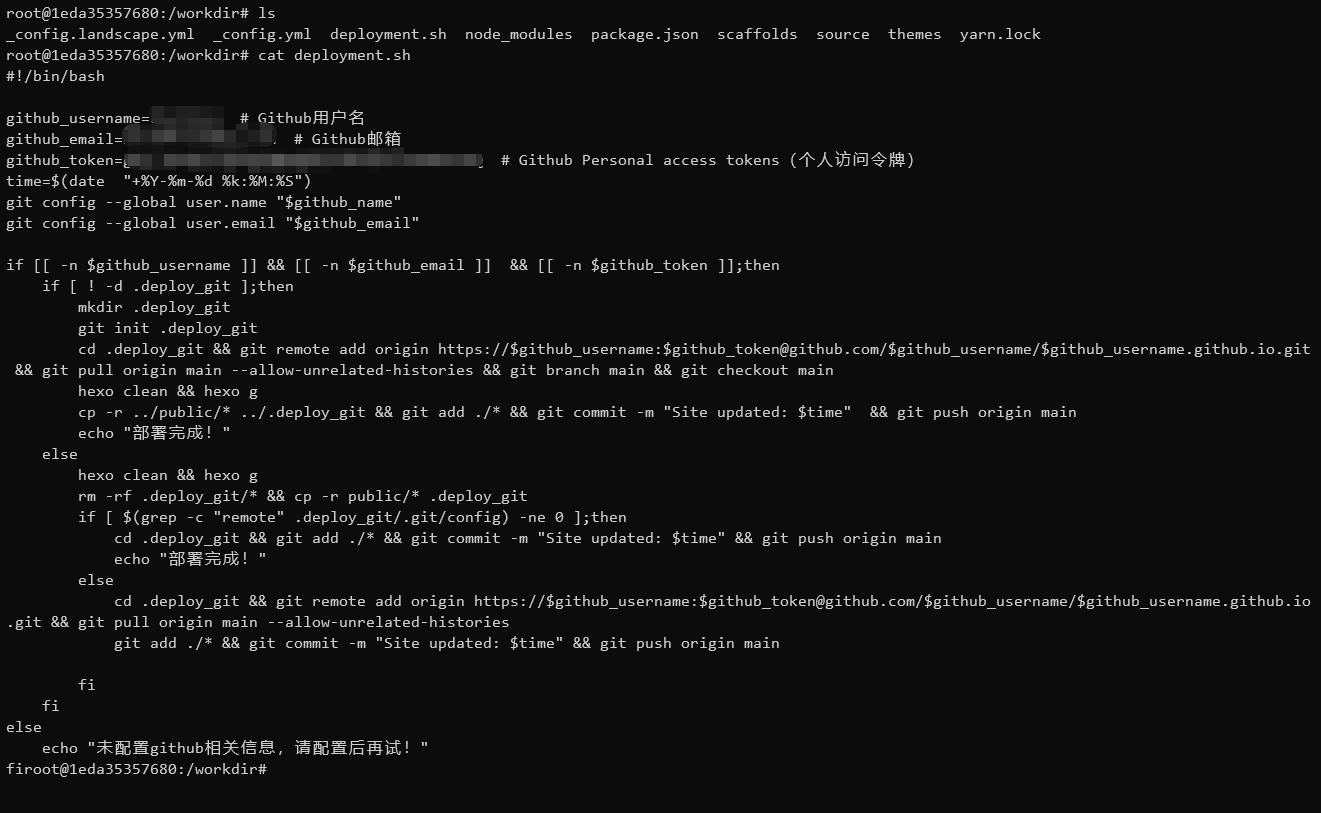 root@1eda35357680:/workdir# ls
_config.landscape.yml  _config.yml  deployment.sh  node_modules  package.json  scaffolds  source  themes  yarn.lock
root@1eda35357680:/workdir# cat deployment.sh
#!/bin/bash

github_username=  # Github用户名
github_email=  # Github邮箱
github_token=  # Github Personal access tokens (个人访问令牌)
time=$(date  "+%Y-%m-%d %k:%M:%S")
git config --global user.name "$github_name"
git config --global user.email "$github_email"

if [[ -n $github_username ]] && [[ -n $github_email ]]  && [[ -n $github_token ]];then
    if [ ! -d .deploy_git ];then
        mkdir .deploy_git
        git init .deploy_git
        cd .deploy_git && git remote add origin https://$github_username:$github_token@github.com/$github_username/$github_username.github.io.git
 && git pull origin main --allow-unrelated-histories && git branch main && git checkout main
        hexo clean && hexo g
        cp -r ../public/* ../.deploy_git && git add ./* && git commit -m "Site updated: $time"  && git push origin main
        echo "部署完成！"
    else
        hexo clean && hexo g
        rm -rf .deploy_git/* && cp -r public/* .deploy_git
        if [ $(grep -c "remote" .deploy_git/.git/config) -ne 0 ];then
            cd .deploy_git && git add ./* && git commit -m "Site updated: $time" && git push origin main
            echo "部署完成！"
        else
            cd .deploy_git && git remote add origin https://$github_username:$github_token@github.com/$github_username/$github_username.github.io
.git && git pull origin main --allow-unrelated-histories
            git add ./* && git commit -m "Site updated: $time" && git push origin main

        fi
    fi
else
    echo "未配置github相关信息，请配置后再试！"
firoot@1eda35357680:/workdir#